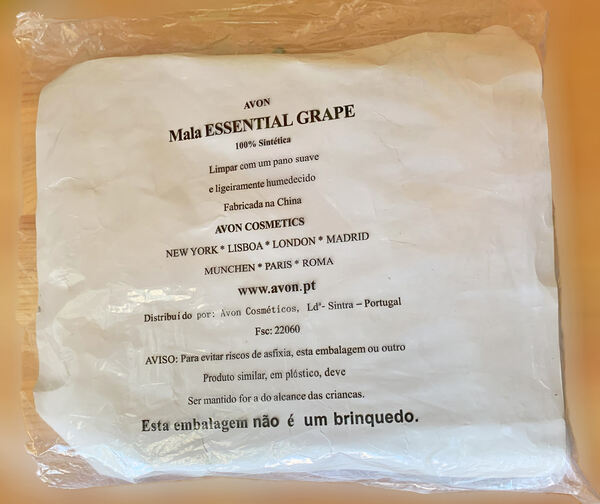 AVON
Mala ESSENTIAL GRAPE
100% Sintética
Limpar com um pano suave
e ligeiramente humedecido
Fabricada na China
AVON COSMETICS
NEW YORK * LISBOA * LONDON * MADRID
MUNCHEN * PARIS * ROMA
www.avon.pt
Distribuído por: Avon Cosméticos, Ldª- Sintra – Portugal
Fsc: 22060
AVISO: Para evitar riscos de asfixia, esta embalagem ou outro
Produto similar, em plástico, deve
Ser mantido for a do alcance das criancas.
Esta embalagem não é um brinquedo.